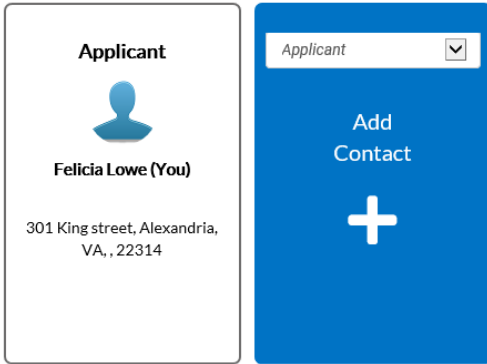 Applicant
Felicia Lowe (You)
301 King street, Alexandria,
VA, , 22314
Applicant
Add
Contact